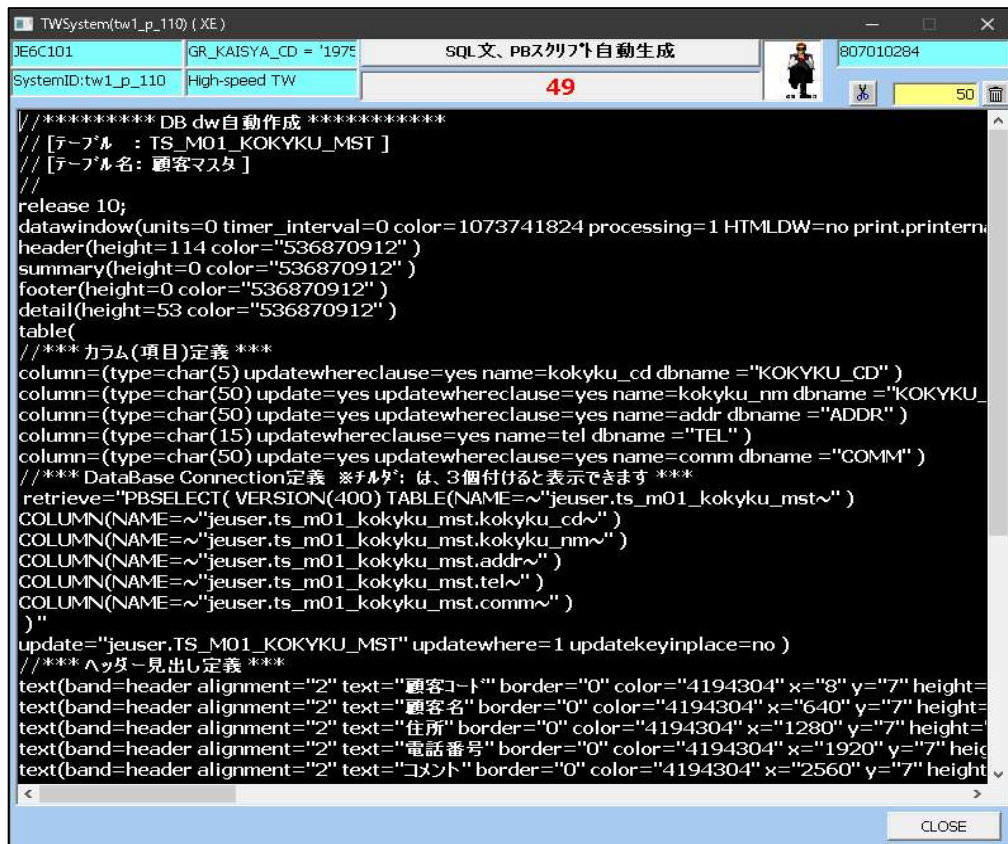 TWSystem(tw1_p_110) ( XE )
JE6C101 GR_KAISYA_CD = '1975 SQL文、PBスクリプト自動生成 807010284
SystemID:tw1_p_110 High-speed TW 49 50
//********* DB dw自動作成 ***********
// [テーブル : TS_M01_KOKYKU_MST ]
// [テーブル名: 顧客マスタ ]
//
release 10;
datawindow(units=0 timer_interval=0 color=1073741824 processing=1 HTMLDW=no print.printerna
header(height=114 color="536870912" )
summary(height=0 color="536870912" )
footer(height=0 color="536870912" )
detail(height=53 color="536870912" )
table(
//*** カラム(項目)定義 ***
column=(type=char(5) updatewhereclause=yes name=kokyku_cd dbname ="KOKYKU_CD" )
column=(type=char(50) update=yes updatewhereclause=yes name=kokyku_nm dbname ="KOKYKU_
column=(type=char(50) update=yes updatewhereclause=yes name=addr dbname ="ADDR" )
column=(type=char(15) updatewhereclause=yes name=tel dbname ="TEL" )
column=(type=char(50) update=yes updatewhereclause=yes name=comm dbname ="COMM" )
//*** DataBase Connection定義 ※チルダ: は、3個付けると表示できます ***
retrieve="PBSELECT( VERSION(400) TABLE(NAME=~"jeuser.ts_m01_kokyku_mst~" )
COLUMN(NAME=~"jeuser.ts_m01_kokyku_mst.kokyku_cd~" )
COLUMN(NAME=~"jeuser.ts_m01_kokyku_mst.kokyku_nm~" )
COLUMN(NAME=~"jeuser.ts_m01_kokyku_mst.addr~" )
COLUMN(NAME=~"jeuser.ts_m01_kokyku_mst.tel~" )
COLUMN(NAME=~"jeuser.ts_m01_kokyku_mst.comm~" )
)"
update="jeuser.TS_M01_KOKYKU_MST" updatewhere=1 updatekeyinplace=no )
//*** ヘッダー見出し定義 ***
text(band=header alignment="2" text="顧客コード" border="0" color="4194304" x="8" y="7" height=
text(band=header alignment="2" text="顧客名" border="0" color="4194304" x="640" y="7" height=
text(band=header alignment="2" text="住所" border="0" color="4194304" x="1280" y="7" height="
text(band=header alignment="2" text="電話番号" border="0" color="4194304" x="1920" y="7" heig
text(band=header alignment="2" text="コメント" border="0" color="4194304" x="2560" y="7" height
CLOSE